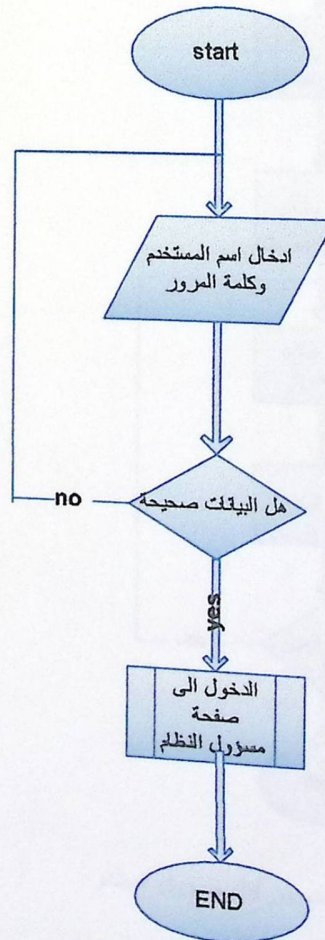 start
ادخال اسم المستخدم
وكلمة المرور
هل البيانات صحيحة
no
yes
الدخول الى
صفحة
مسؤول النظام
END